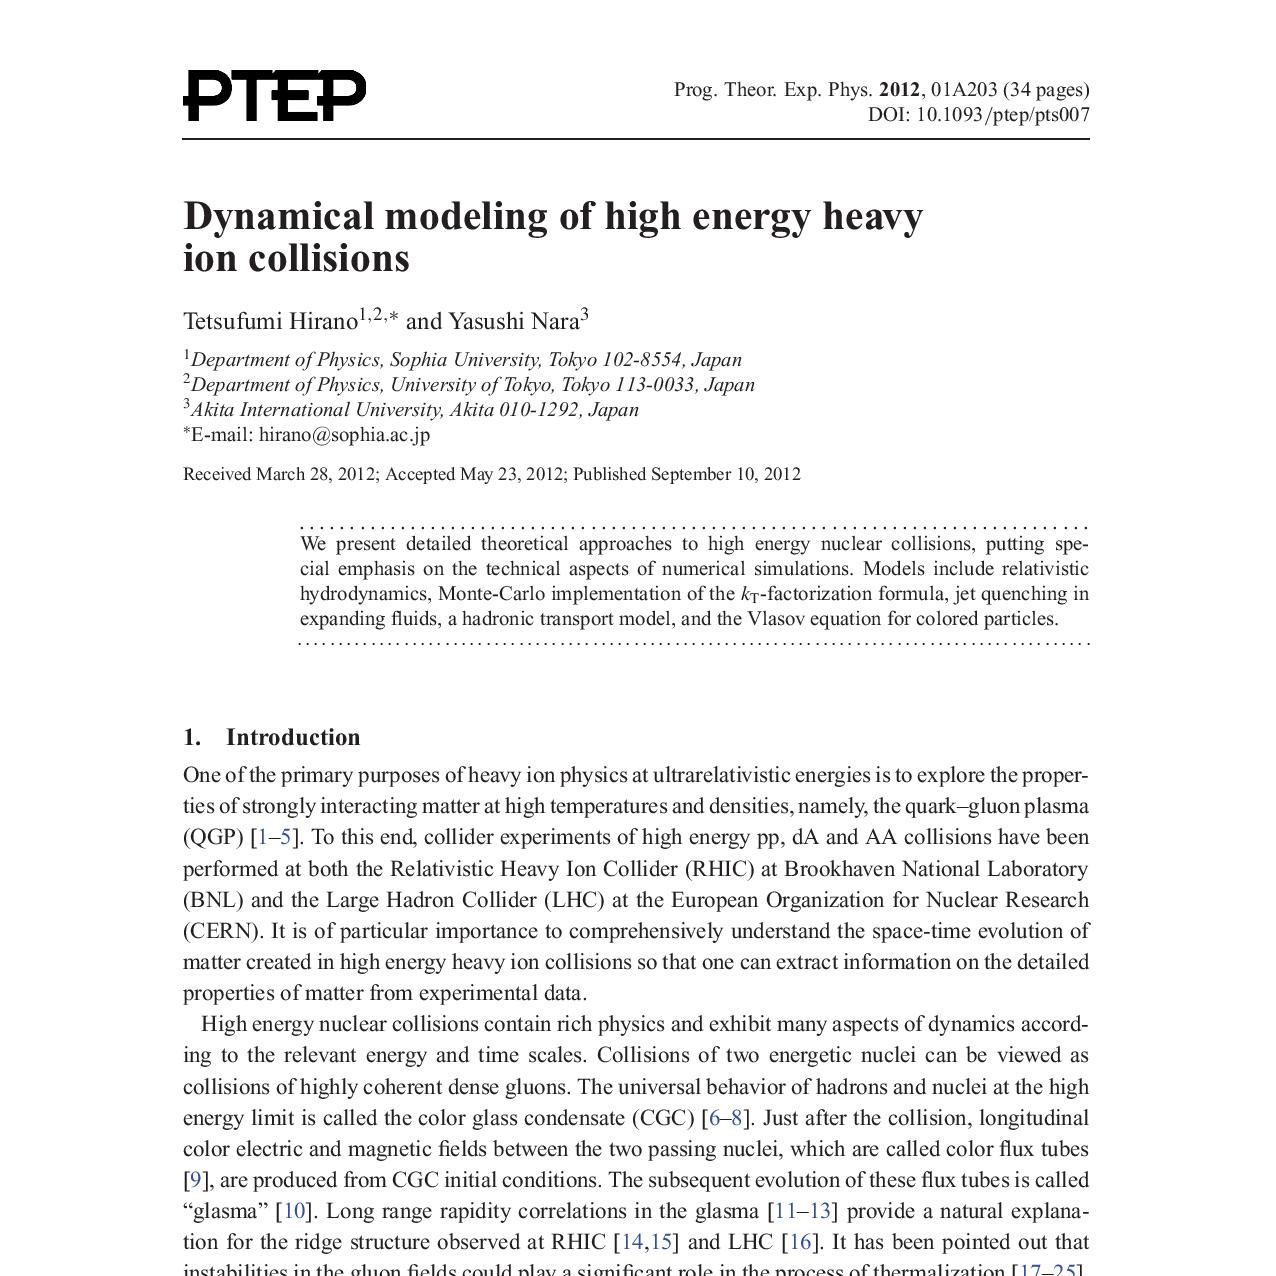 PTEP
Prog. Theor. Exp. Phys. 2012, 01A203 (34 pages)
DOI: 10.1093/ptep/pts007
Dynamical modeling of high energy heavy
ion collisions
Tetsufumi Hirano1,2,* and Yasushi Nara3
1Department of Physics, Sophia University, Tokyo 102-8554, Japan
2Department of Physics, University of Tokyo, Tokyo 113-0033, Japan
3Akita International University, Akita 010-1292, Japan
*E-mail: hirano@sophia.ac.jp
Received March 28, 2012; Accepted May 23, 2012; Published September 10, 2012
We present detailed theoretical approaches to high energy nuclear collisions, putting spe-
cial emphasis on the technical aspects of numerical simulations. Models include relativistic
hydrodynamics, Monte-Carlo implementation of the kT-factorization formula, jet quenching in
expanding fluids, a hadronic transport model, and the Vlasov equation for colored particles.
1. Introduction
One of the primary purposes of heavy ion physics at ultrarelativistic energies is to explore the proper-
ties of strongly interacting matter at high temperatures and densities, namely, the quark–gluon plasma
(QGP) [1–5]. To this end, collider experiments of high energy pp, dA and AA collisions have been
performed at both the Relativistic Heavy Ion Collider (RHIC) at Brookhaven National Laboratory
(BNL) and the Large Hadron Collider (LHC) at the European Organization for Nuclear Research
(CERN). It is of particular importance to comprehensively understand the space-time evolution of
matter created in high energy heavy ion collisions so that one can extract information on the detailed
properties of matter from experimental data.
High energy nuclear collisions contain rich physics and exhibit many aspects of dynamics accord-
ing to the relevant energy and time scales. Collisions of two energetic nuclei can be viewed as
collisions of highly coherent dense gluons. The universal behavior of hadrons and nuclei at the high
energy limit is called the color glass condensate (CGC) [6–8]. Just after the collision, longitudinal
color electric and magnetic fields between the two passing nuclei, which are called color flux tubes
[9], are produced from CGC initial conditions. The subsequent evolution of these flux tubes is called
“glasma” [10]. Long range rapidity correlations in the glasma [11–13] provide a natural explana-
tion for the ridge structure observed at RHIC [14,15] and LHC [16]. It has been pointed out that
instabilities in the gluon fields could play a significant role in the process of thermalization [17–25].